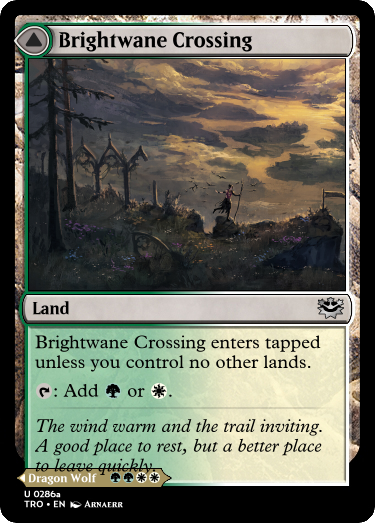 Brightwane Crossing
Land
Brightwane Crossing enters tapped
unless you control no other lands.
: Add or .
The wind warm and the trail inviting.
A good place to rest, but a better place
to leave quickly.
Dragon Wolf
U 0286a
TRO • EN Arnaerr